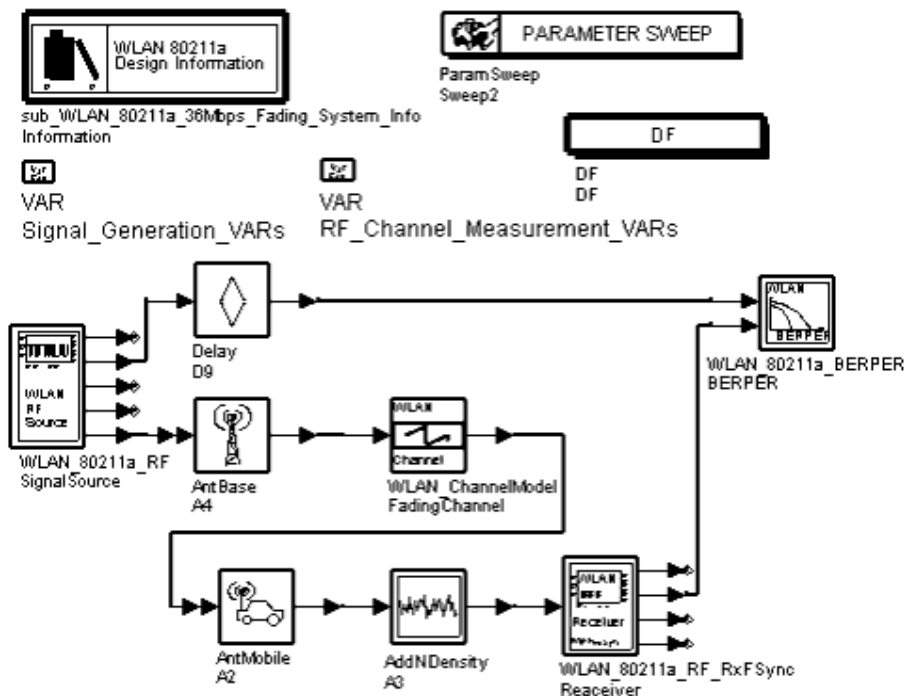 WLAN 80211a
Design Information
sub_WLAN_80211a_36Mbps_Fading_System_Info
Information
PARAMETER SWEEP
ParamSweep
Sweep2
DF
DF
DF
VAR
Signal_Generation_VARs
VAR
RF_Channel_Measurement_VARs
WLAN
RF
Source
WLAN_80211a_RF
SignalSource
Delay
D9
WLAN
BERPER
WLAN_80211a_BERPER
BERPER
AntBase
A4
WLAN
Channel
WLAN_ChannelModel
FadingChannel
AntMobile
A2
AddNDensity
A3
WLAN
Receiver
WLAN_80211a_RF_RxFSync
Reaceiver